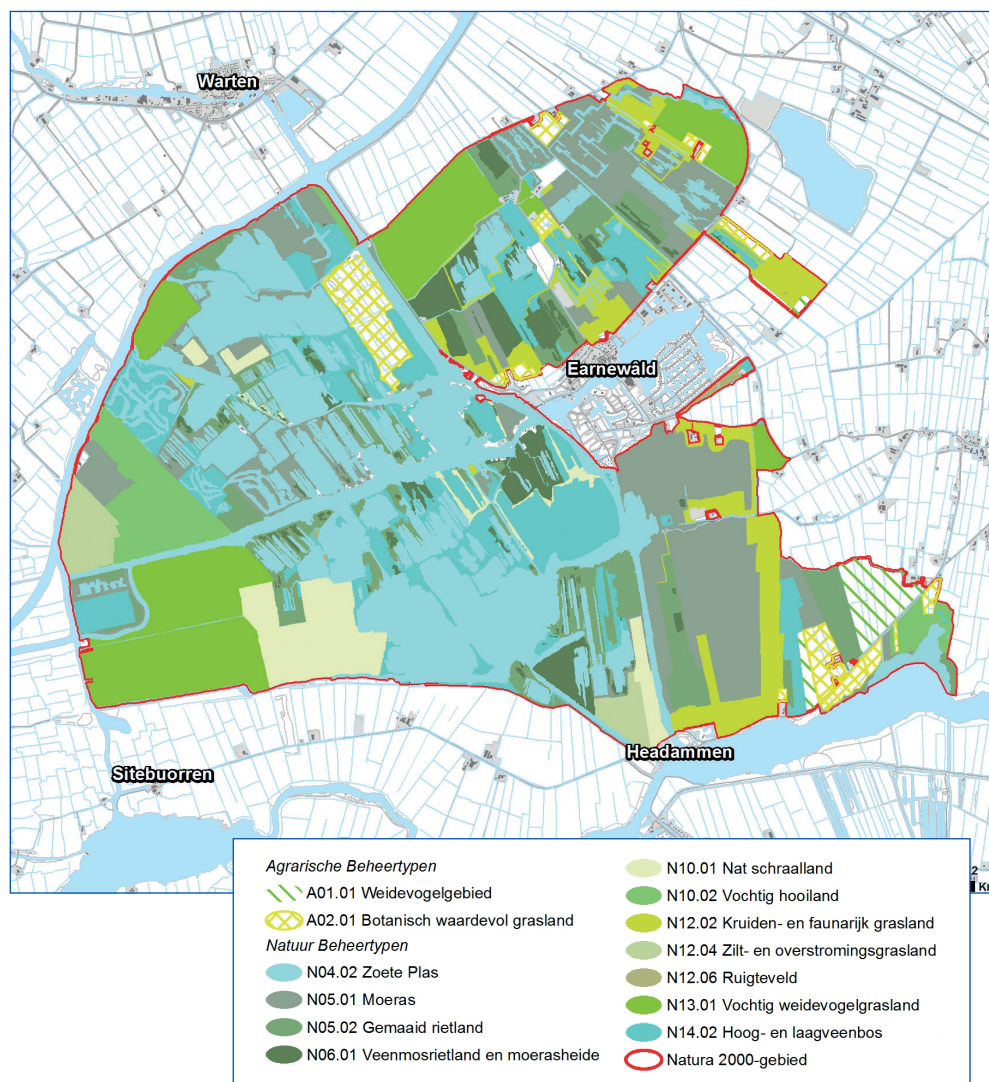 Warten
Earnewâld
Headammen
Sitebuorren
2
Agrarische Beheertypen
A01.01 Weidevogelgebied
A02.01 Botanisch waardevol grasland
Natuur Beheertypen
N04.02 Zoete Plas
N05.01 Moeras
N05.02 Gemaaid rietland
N06.01 Veenmosrietland en moerasheide
N10.01 Nat schraalland
N10.02 Vochtig hooiland
N12.02 Kruiden- en faunarijk grasland
N12.04 Zilt- en overstromingsgrasland
N12.06 Ruigteveld
N13.01 Vochtig weidevogelgrasland
N14.02 Hoog- en laagveenbos
Natura 2000-gebied